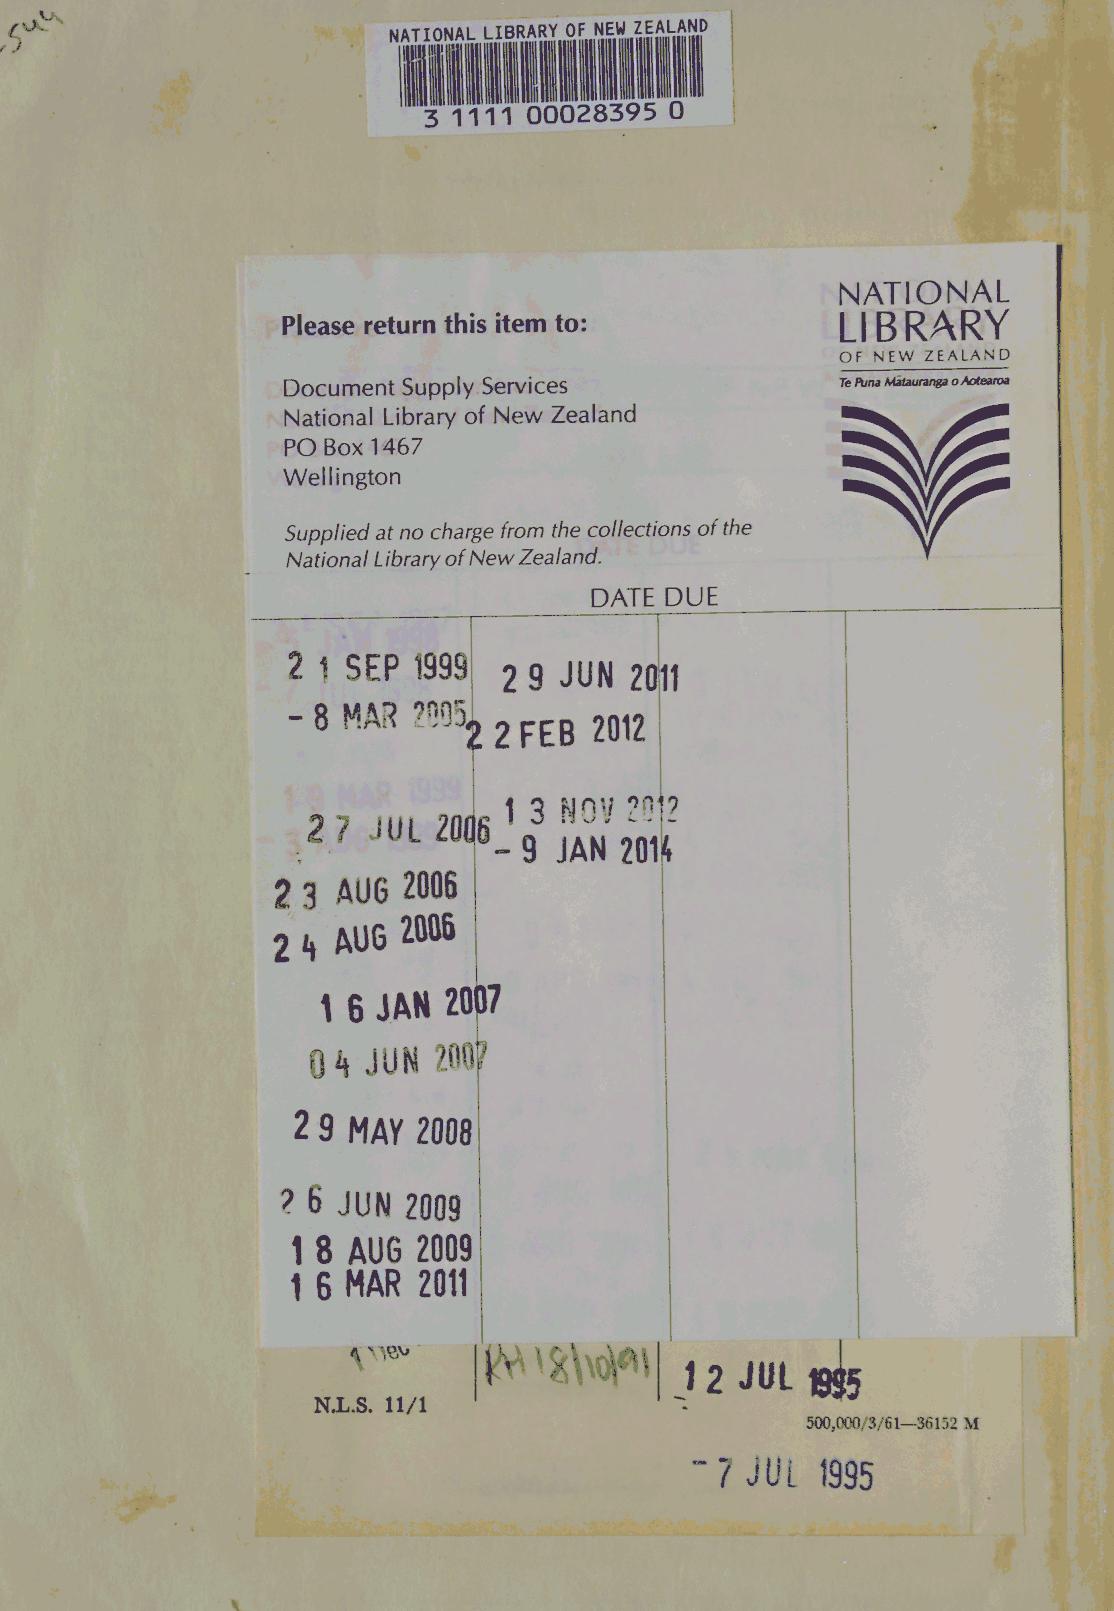 NATIONAL LIBRARY OF NEW ZEALAND
3 1111 00028395 0
Please return this item to:
Document Supply Services
National Library of New Zealand
PO Box 1467
Wellington
Supplied at no charge from the collections of the
National Library of New Zealand.
NATIONAL
LIBRARY
OF NEW ZEALAND
Te Puna Mātauranga o Aotearoa
DATE DUE
21 SEP 1999
- 8 MAR 2005
27 JUL 2006
23 AUG 2006
24 AUG 2006
16 JAN 2007
04 JUN 2007
29 MAY 2008
26 JUN 2009
18 AUG 2009
16 MAR 2011
29 JUN 2011
22 FEB 2012
13 NOV 2012
- 9 JAN 2014
18/10/91
12 JUL 1995
N.L.S. 11/1
500,000/3/61—36152 M
- 7 JUL 1995